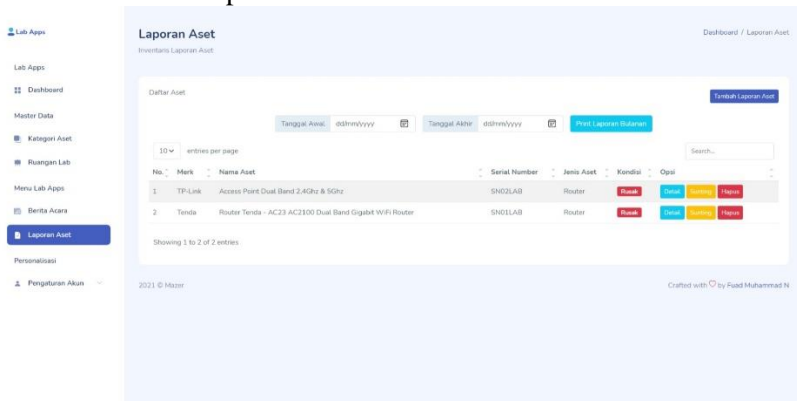 Lab Apps
Laporan Aset
Dashboard / Laporan Aset
Inventaris Laporan Aset
Lab Apps
Dashboard
Master Data
Kategori Aset
Ruangan Lab
Menu Lab Apps
Berita Acara
Laporan Aset
Personalisasi
Pengaturan Akun
Daftar Aset
Tambah Laporan Aset
Tanggal Awal dd/mm/yyyy Tanggal Akhir dd/mm/yyyy Print Laporan Bulanan
10 entries per page Search...
No. Merk Nama Aset Serial Number Jenis Aset Kondisi Opsi
1 TP-Link Access Point Dual Band 2,4Ghz & 5Ghz SN02LAB Router Rusak Detail Sunting Hapus
2 Tenda Router Tenda - AC23 AC2100 Dual Band Gigabit WiFi Router SN01LAB Router Rusak Detail Sunting Hapus
Showing 1 to 2 of 2 entries
2021 © Mazer
Crafted with by Fuad Muhammad N